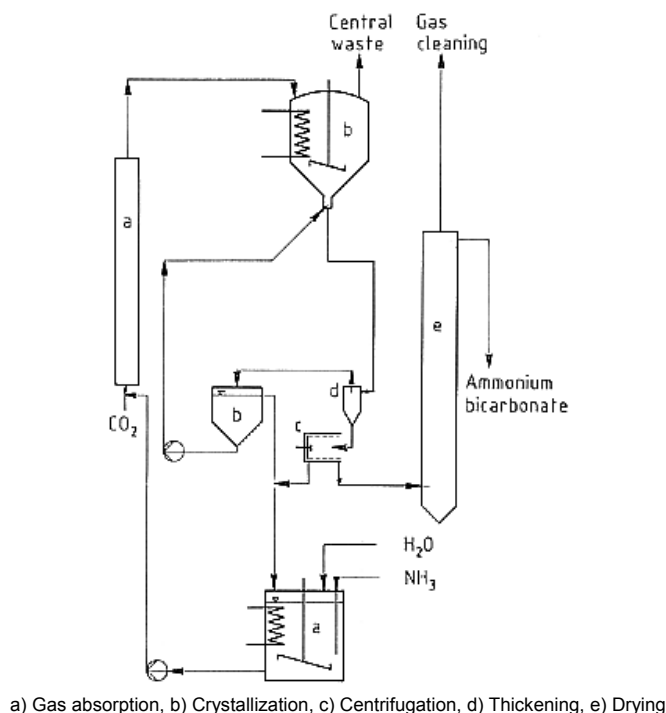 Central
waste
Gas
cleaning
b
a
e
d
Ammonium
bicarbonate
b
c
CO₂
H₂O
NH₃
a
a) Gas absorption, b) Crystallization, c) Centrifugation, d) Thickening, e) Drying